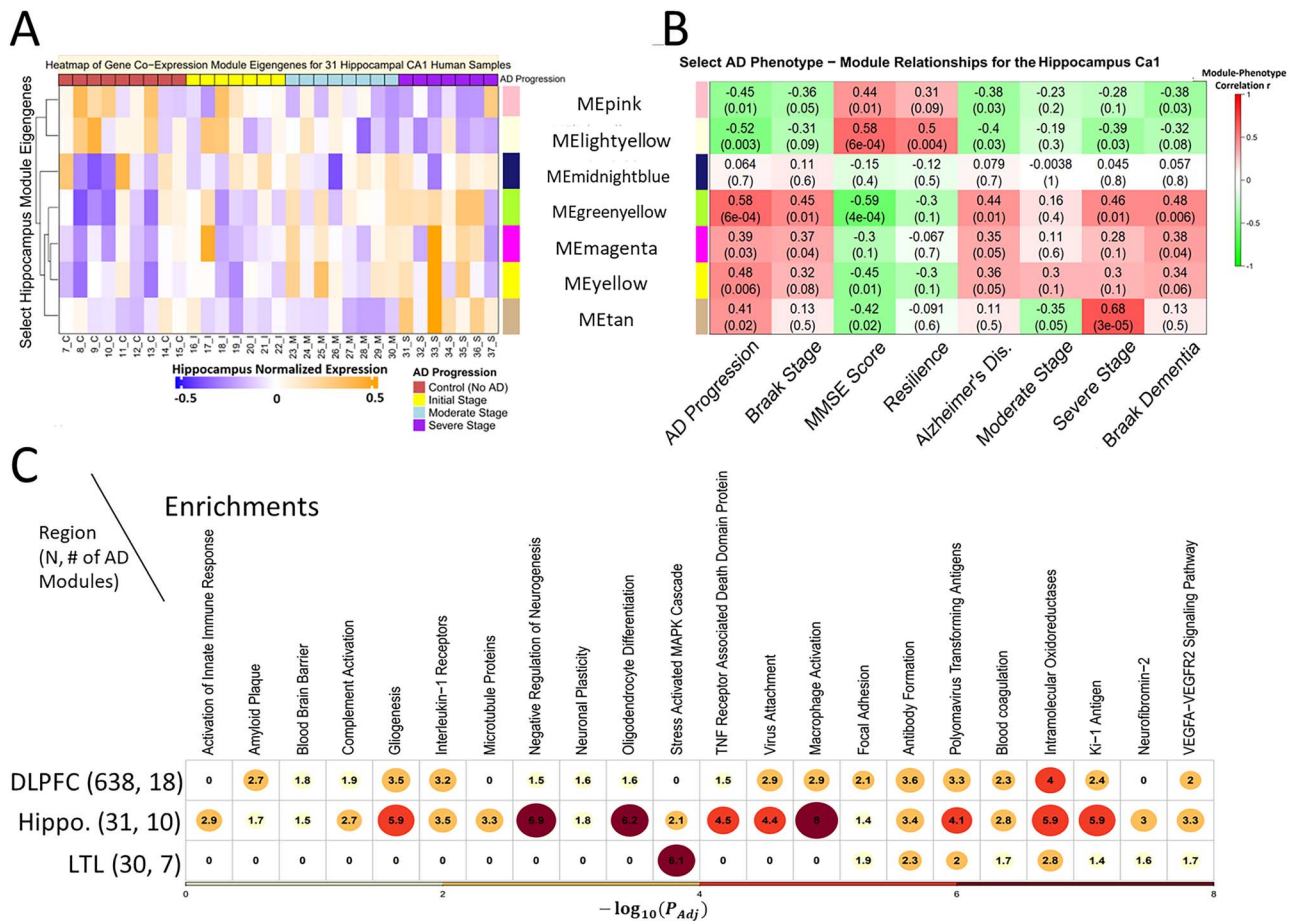 A
Heatmap of Gene Co-Expression Module Eigengenes for 31 Hippocampal CA1 Human Samples
AD Progression
Select Hippocampus Module Eigengenes
7_C 8_C 9_C 10_C 11_C 12_C 13_C 14_C 15_C 16_I 17_I 18_I 19_I 20_I 21_I 22_I 23_M 24_M 25_M 26_M 27_M 28_M 29_M 30_M 31_S 32_S 33_S 34_S 35_S 36_S 37_S
Hippocampus Normalized Expression
-0.5 0 0.5
AD Progression
Control (No AD)
Initial Stage
Moderate Stage
Severe Stage
MEpink
MElightyellow
MEmidnightblue
MEgreenyellow
MEmagenta
MEyellow
MEtan
B
Select AD Phenotype − Module Relationships for the Hippocampus Ca1
Module-Phenotype
Correlation r
1
0.5
0
-0.5
-1
-0.45 -0.36 0.44 0.31 -0.38 -0.23 -0.28 -0.38
(0.01) (0.05) (0.01) (0.09) (0.03) (0.2) (0.1) (0.03)
-0.52 -0.31 0.58 0.5 -0.4 -0.19 -0.39 -0.32
(0.003) (0.09) (6e-04) (0.004) (0.03) (0.3) (0.03) (0.08)
0.064 0.11 -0.15 -0.12 0.079 -0.0038 0.045 0.057
(0.7) (0.6) (0.4) (0.5) (0.7) (1) (0.8) (0.8)
0.58 0.45 -0.59 -0.3 0.44 0.16 0.46 0.48
(6e-04) (0.01) (4e-04) (0.1) (0.01) (0.4) (0.01) (0.006)
0.39 0.37 -0.3 -0.067 0.35 0.11 0.28 0.38
(0.03) (0.04) (0.1) (0.7) (0.05) (0.6) (0.1) (0.04)
0.48 0.32 -0.45 -0.3 0.36 0.3 0.3 0.34
(0.006) (0.08) (0.01) (0.1) (0.05) (0.1) (0.1) (0.06)
0.41 0.13 -0.42 -0.091 0.11 -0.35 0.68 0.13
(0.02) (0.5) (0.02) (0.6) (0.5) (0.05) (3e-05) (0.5)
AD Progression
Braak Stage
MMSE Score
Resilience
Alzheimer's Dis.
Moderate Stage
Severe Stage
Braak Dementia
C
Enrichments
Region
(N, # of AD
Modules)
Activation of Innate Immune Response
Amyloid Plaque
Blood Brain Barrier
Complement Activation
Gliogenesis
Interleukin−1 Receptors
Microtubule Proteins
Negative Regulation of Neurogenesis
Neuronal Plasticity
Oligodendrocyte Differentiation
Stress Activated MAPK Cascade
TNF Receptor Associated Death Domain Protein
Virus Attachment
Macrophage Activation
Focal Adhesion
Antibody Formation
Polyomavirus Transforming Antigens
Blood coagulation
Intramolecular Oxidoreductases
Ki−1 Antigen
Neurofibromin−2
VEGFA−VEGFR2 Signaling Pathway
DLPFC (638, 18) 0 2.7 1.8 1.9 3.5 3.2 0 1.5 1.6 1.6 0 1.5 2.9 2.9 2.1 3.6 3.3 2.3 4 2.4 0 2
Hippo. (31, 10) 2.9 1.7 1.5 2.7 5.9 3.5 3.3 6.9 1.8 6.2 2.1 4.5 4.4 8 1.4 3.4 4.1 2.8 5.9 5.9 3 3.3
LTL (30, 7) 0 0 0 0 0 0 0 0 0 0 6.1 0 0 0 1.9 2.3 2 1.7 2.8 1.4 1.6 1.7
0 2 4 6 8
−log10(PAdj)